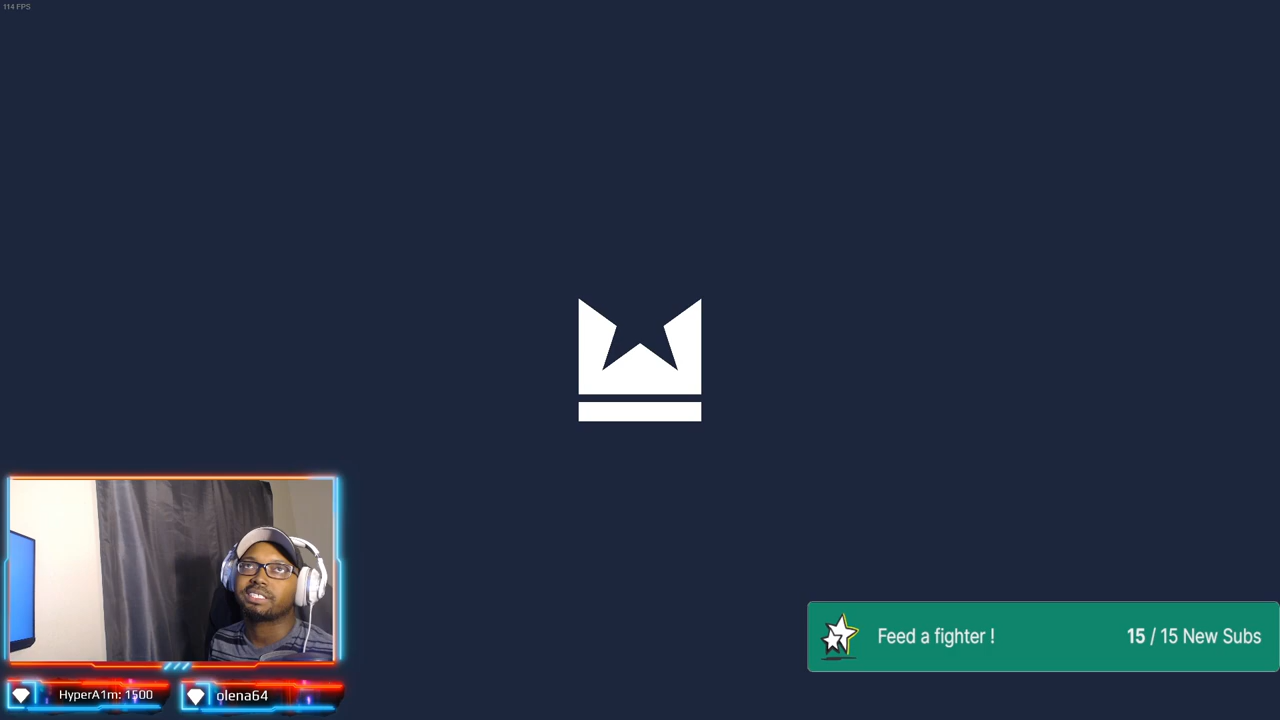 114 FPS
Feed a fighter !
15 / 15 New Subs
HyperA1m: 1500
olena64